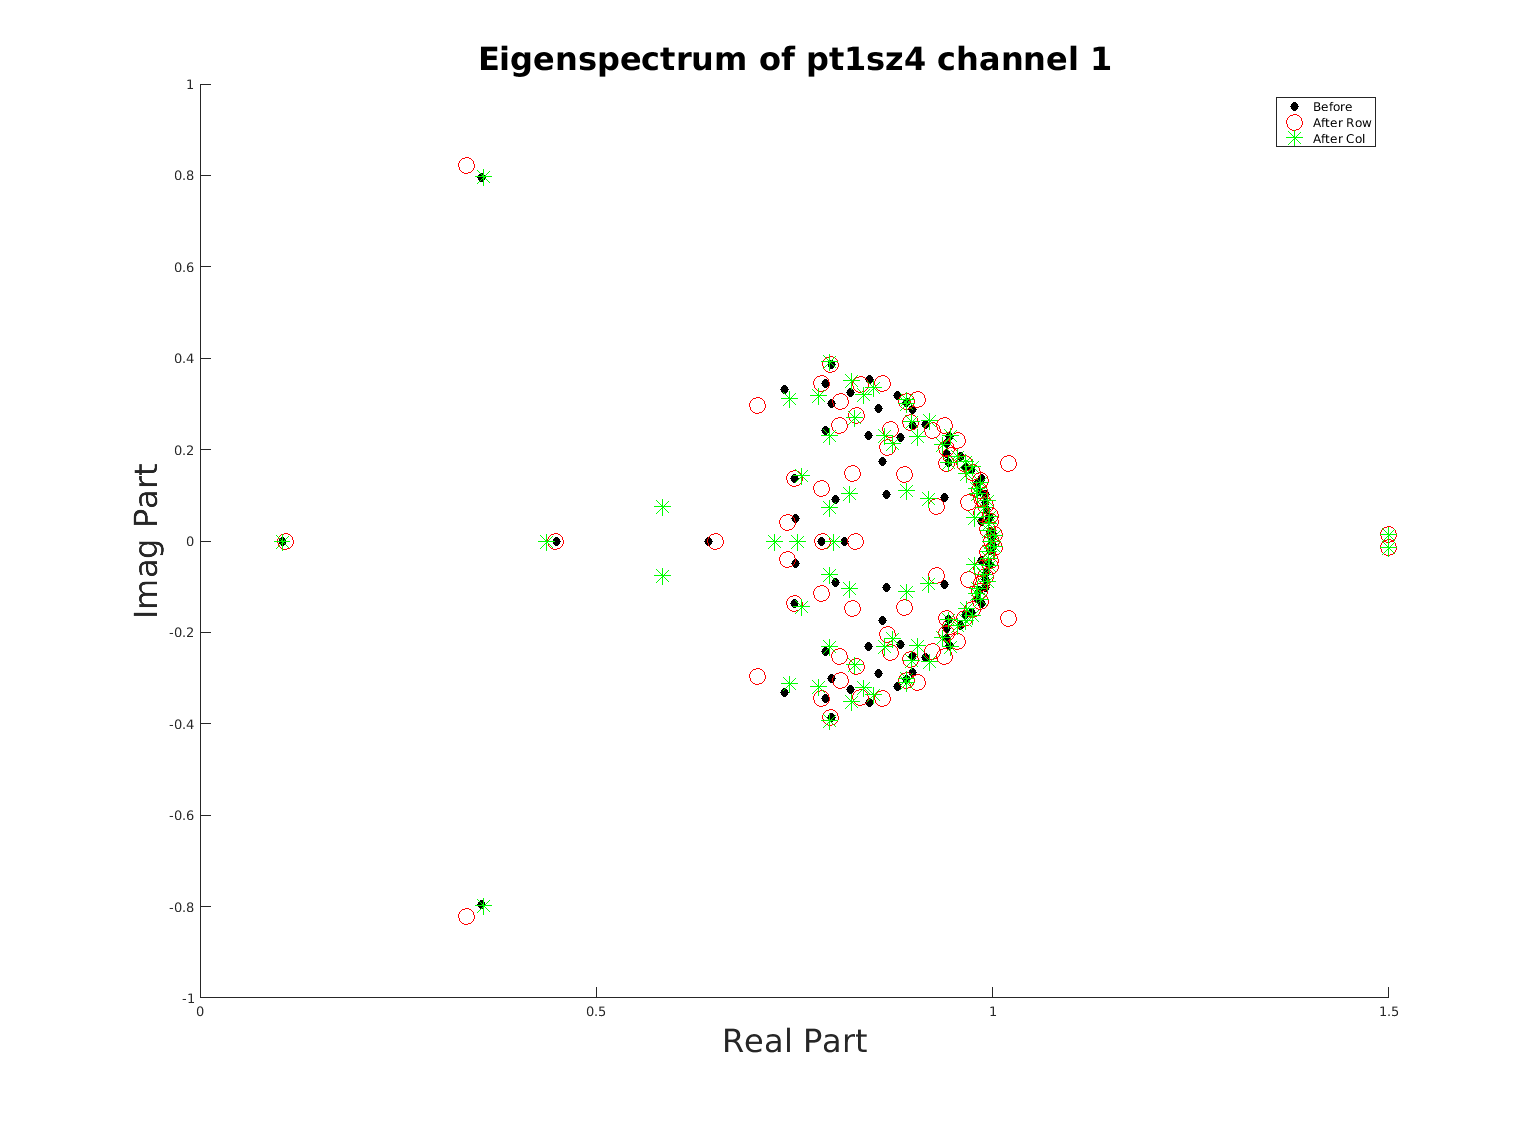 Eigenspectrum of pt1sz4 channel 1
Before
After Row
After Col
1
0.8
0.6
0.4
0.2
0
-0.2
-0.4
-0.6
-0.8
-1
Imag Part
0
0.5
1
1.5
Real Part